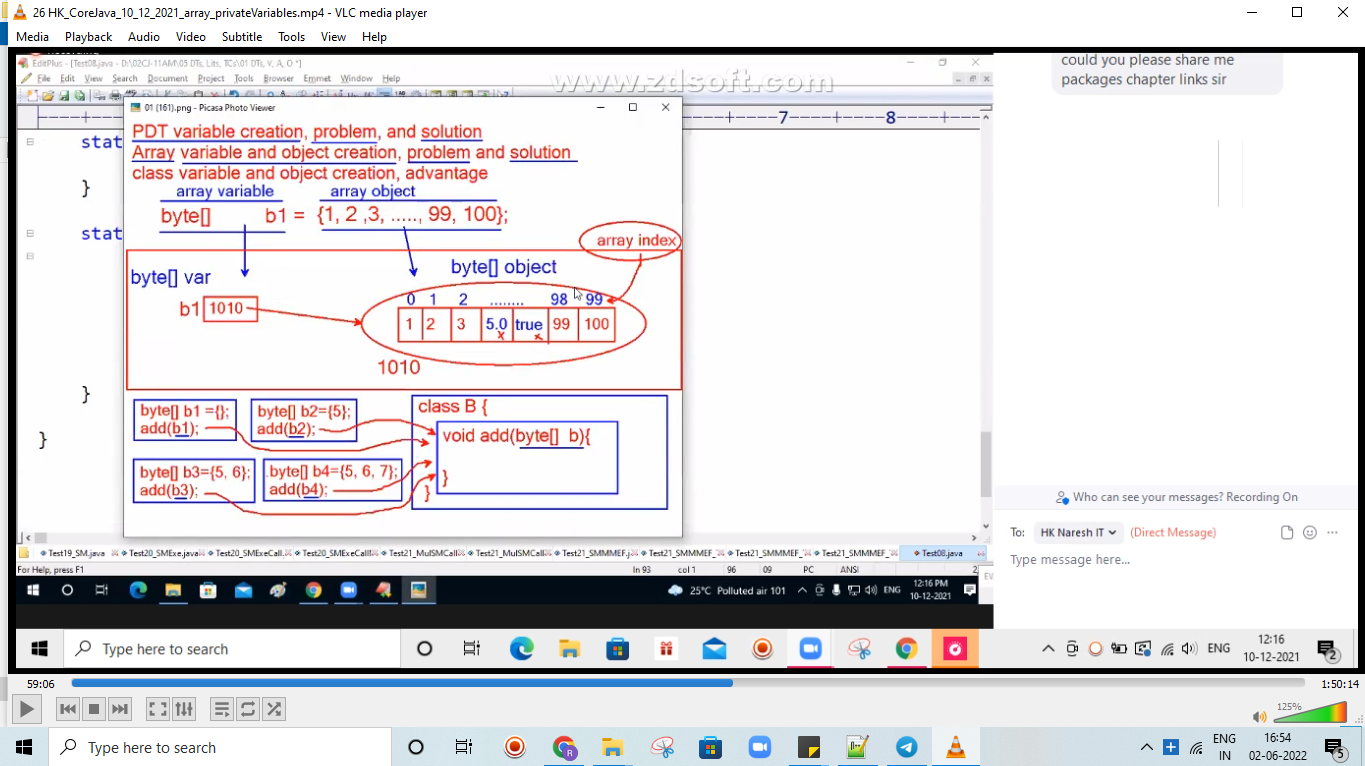 26 HK_CoreJava_10_12_2021_array_privateVariables.mp4 - VLC media player
Media Playback Audio Video Subtitle Tools View Help
EditPlus - [Test08.java - D:\02CJ-11AM\05 DTs, Lits, TCs\01 DTs, V, A, O *]
www.zdsoft.com
File Edit View Search Document Project Tools Browser Emmet Window Help
01 (161).png - Picasa Photo Viewer
7 8
stat
}
stat
}
}
PDT variable creation, problem, and solution
Array variable and object creation, problem and solution
class variable and object creation, advantage
array variable array object
byte[] b1 = {1, 2 ,3, ....., 99, 100};
array index
byte[] var byte[] object
0 1 2 ........ 98 99
b1 1010
1 2 3 5.0 true 99 100
x x
1010
byte[] b1 ={};
add(b1);
byte[] b2={5};
add(b2);
class B {
void add(byte[] b){
}
}
byte[] b3={5, 6};
add(b3);
byte[] b4={5, 6, 7};
add(b4);
Test19_SM.java Test20_SMExe.java Test20_SMExeCall. Test20_SMExeCall Test21_MulSMCall Test21_MulSMCall Test21_SMMMEF.j Test21_SMMMEF_ Test21_SMMMEF_ Test21_SMMMEF_ Test08.java
For Help, press F1 ln 93 col 1 96 09 PC ANSI
25°C Polluted air 101 ENG 12:16 PM
10-12-2021
could you please share me
packages chapter links sir
Who can see your messages? Recording On
To: HK Naresh IT (Direct Message)
Type message here...
Type here to search
ENG
12:16
10-12-2021
2
59:06 1:50:14
125%
Type here to search
ENG
IN
16:54
02-06-2022
5